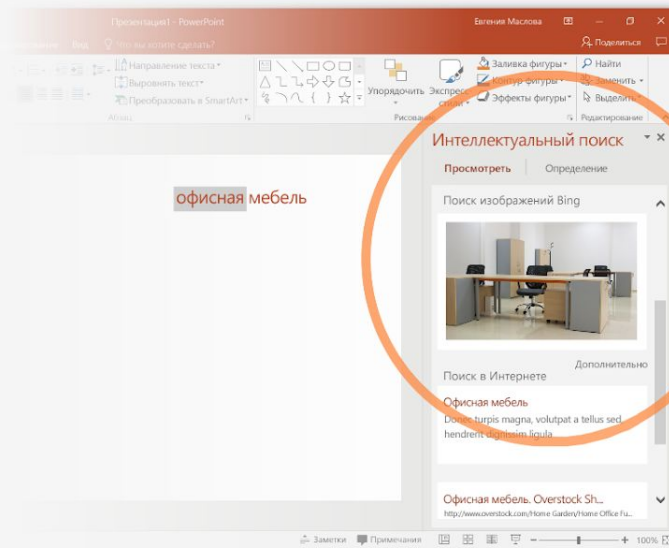 Презентация1 - PowerPoint
Евгения Маслова
Вид
Что вы хотите сделать?
Поделиться
Направление текста
Выровнять текст
Преобразовать в SmartArt
Абзац
Упорядочить
Экспресс-
стили
Заливка фигуры
Контур фигуры
Эффекты фигуры
Рисование
Найти
Заменить
Выделить
Редактирование
офисная мебель
Интеллектуальный поиск
Просмотреть
Определение
Поиск изображений Bing
Дополнительно
Поиск в Интернете
Офисная мебель
Donec turpis magna, volutpat a tellus sed,
hendrerit dignissim ligula
Офисная мебель. Overstock Sh...
http://www.overstock.com/Home Garden/Home Office Fu...
Заметки
Примечания
100%